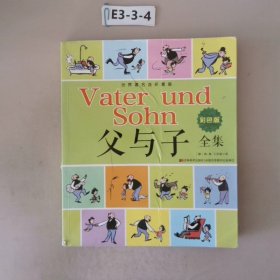 E3-3-4
世界著名连环漫画
Vater und
Sohn
彩色版
父与子
全集